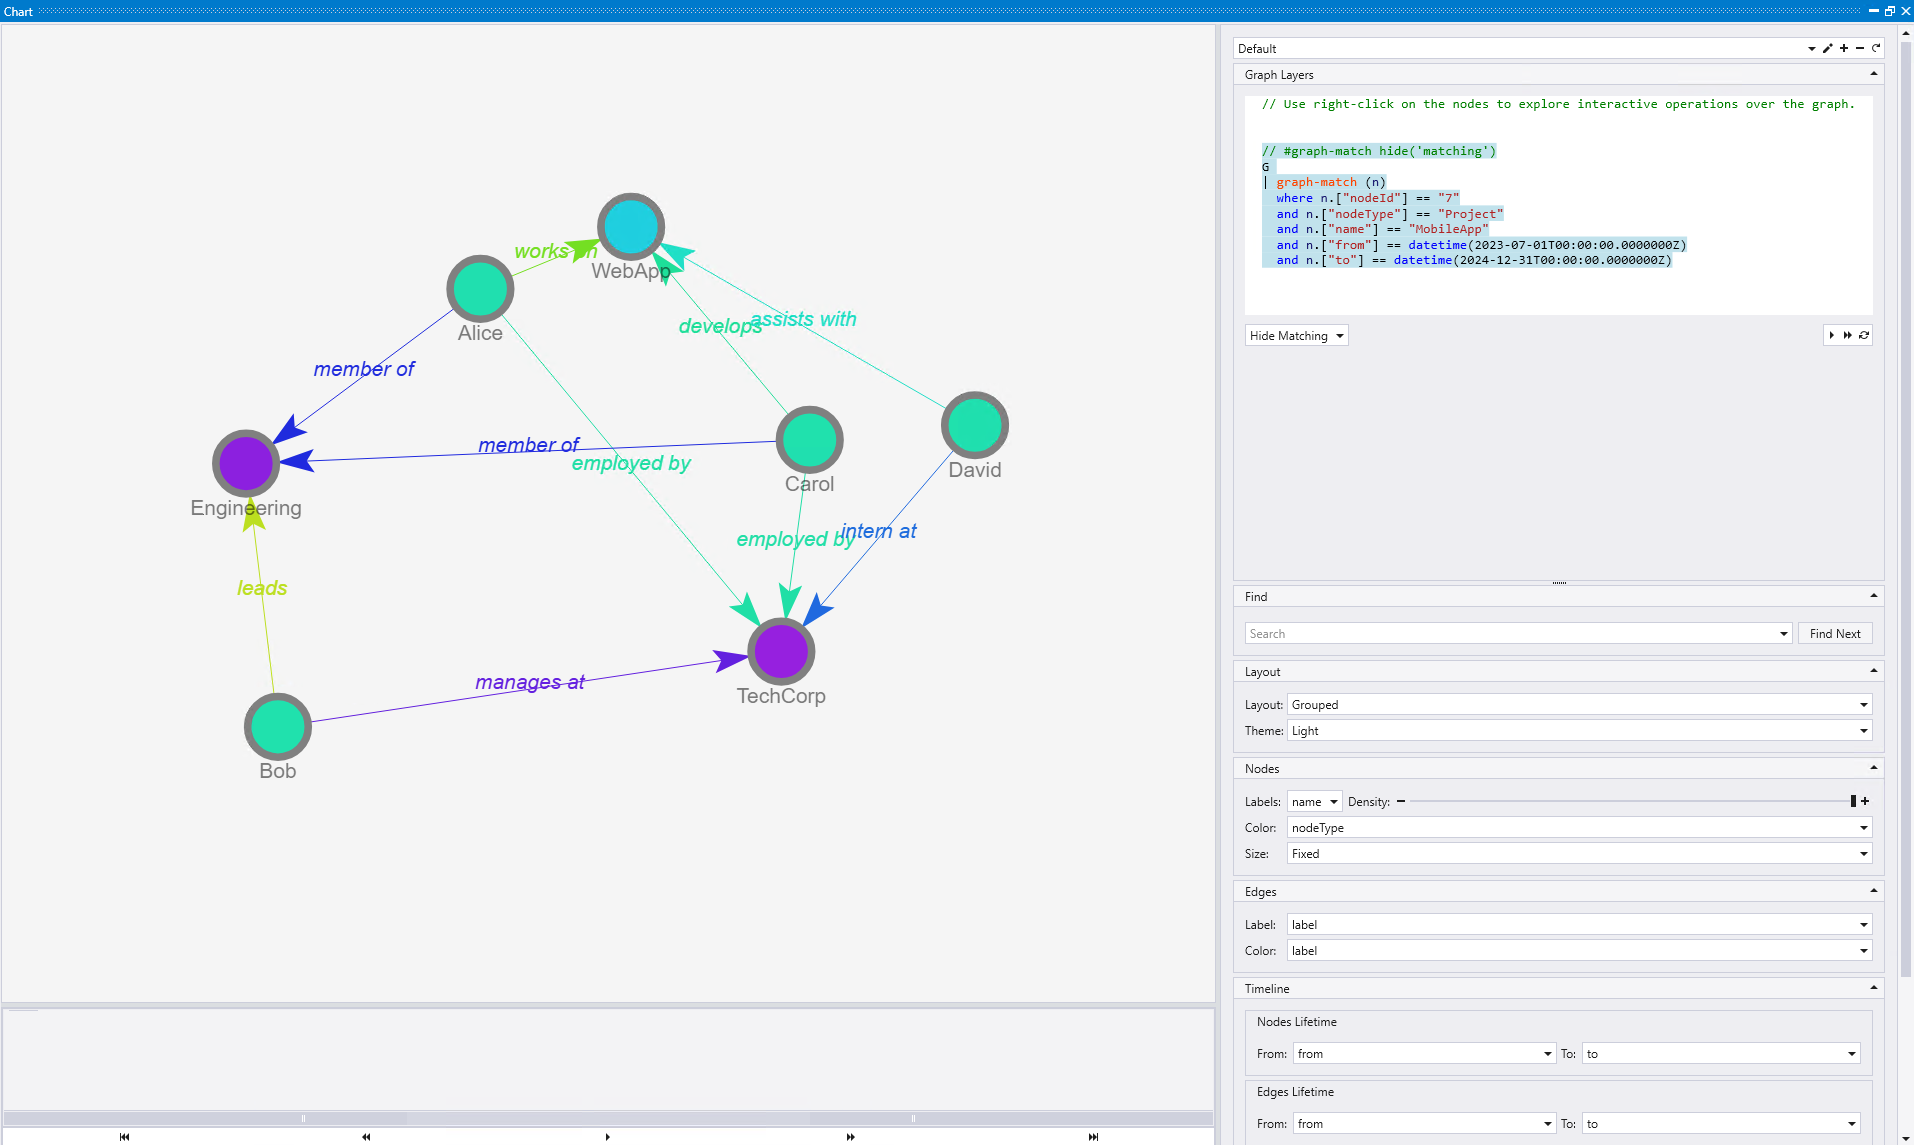 Chart
works on
WebApp
Alice
develops
assists with
member of
member of
employed by
Carol
David
Engineering
employed by
intern at
leads
manages at
TechCorp
Bob
Default
Graph Layers
// Use right-click on the nodes to explore interactive operations over the graph.
// #graph-match hide('matching')
G
| graph-match (n)
where n.["nodeId"] == "7"
and n.["nodeType"] == "Project"
and n.["name"] == "MobileApp"
and n.["from"] == datetime(2023-07-01T00:00:00.0000000Z)
and n.["to"] == datetime(2024-12-31T00:00:00.0000000Z)
Hide Matching
Find
Search
Find Next
Layout
Layout: Grouped
Theme: Light
Nodes
Labels: name Density:
Color: nodeType
Size: Fixed
Edges
Label: label
Color: label
Timeline
Nodes Lifetime
From: from To: to
Edges Lifetime
From: from To: to